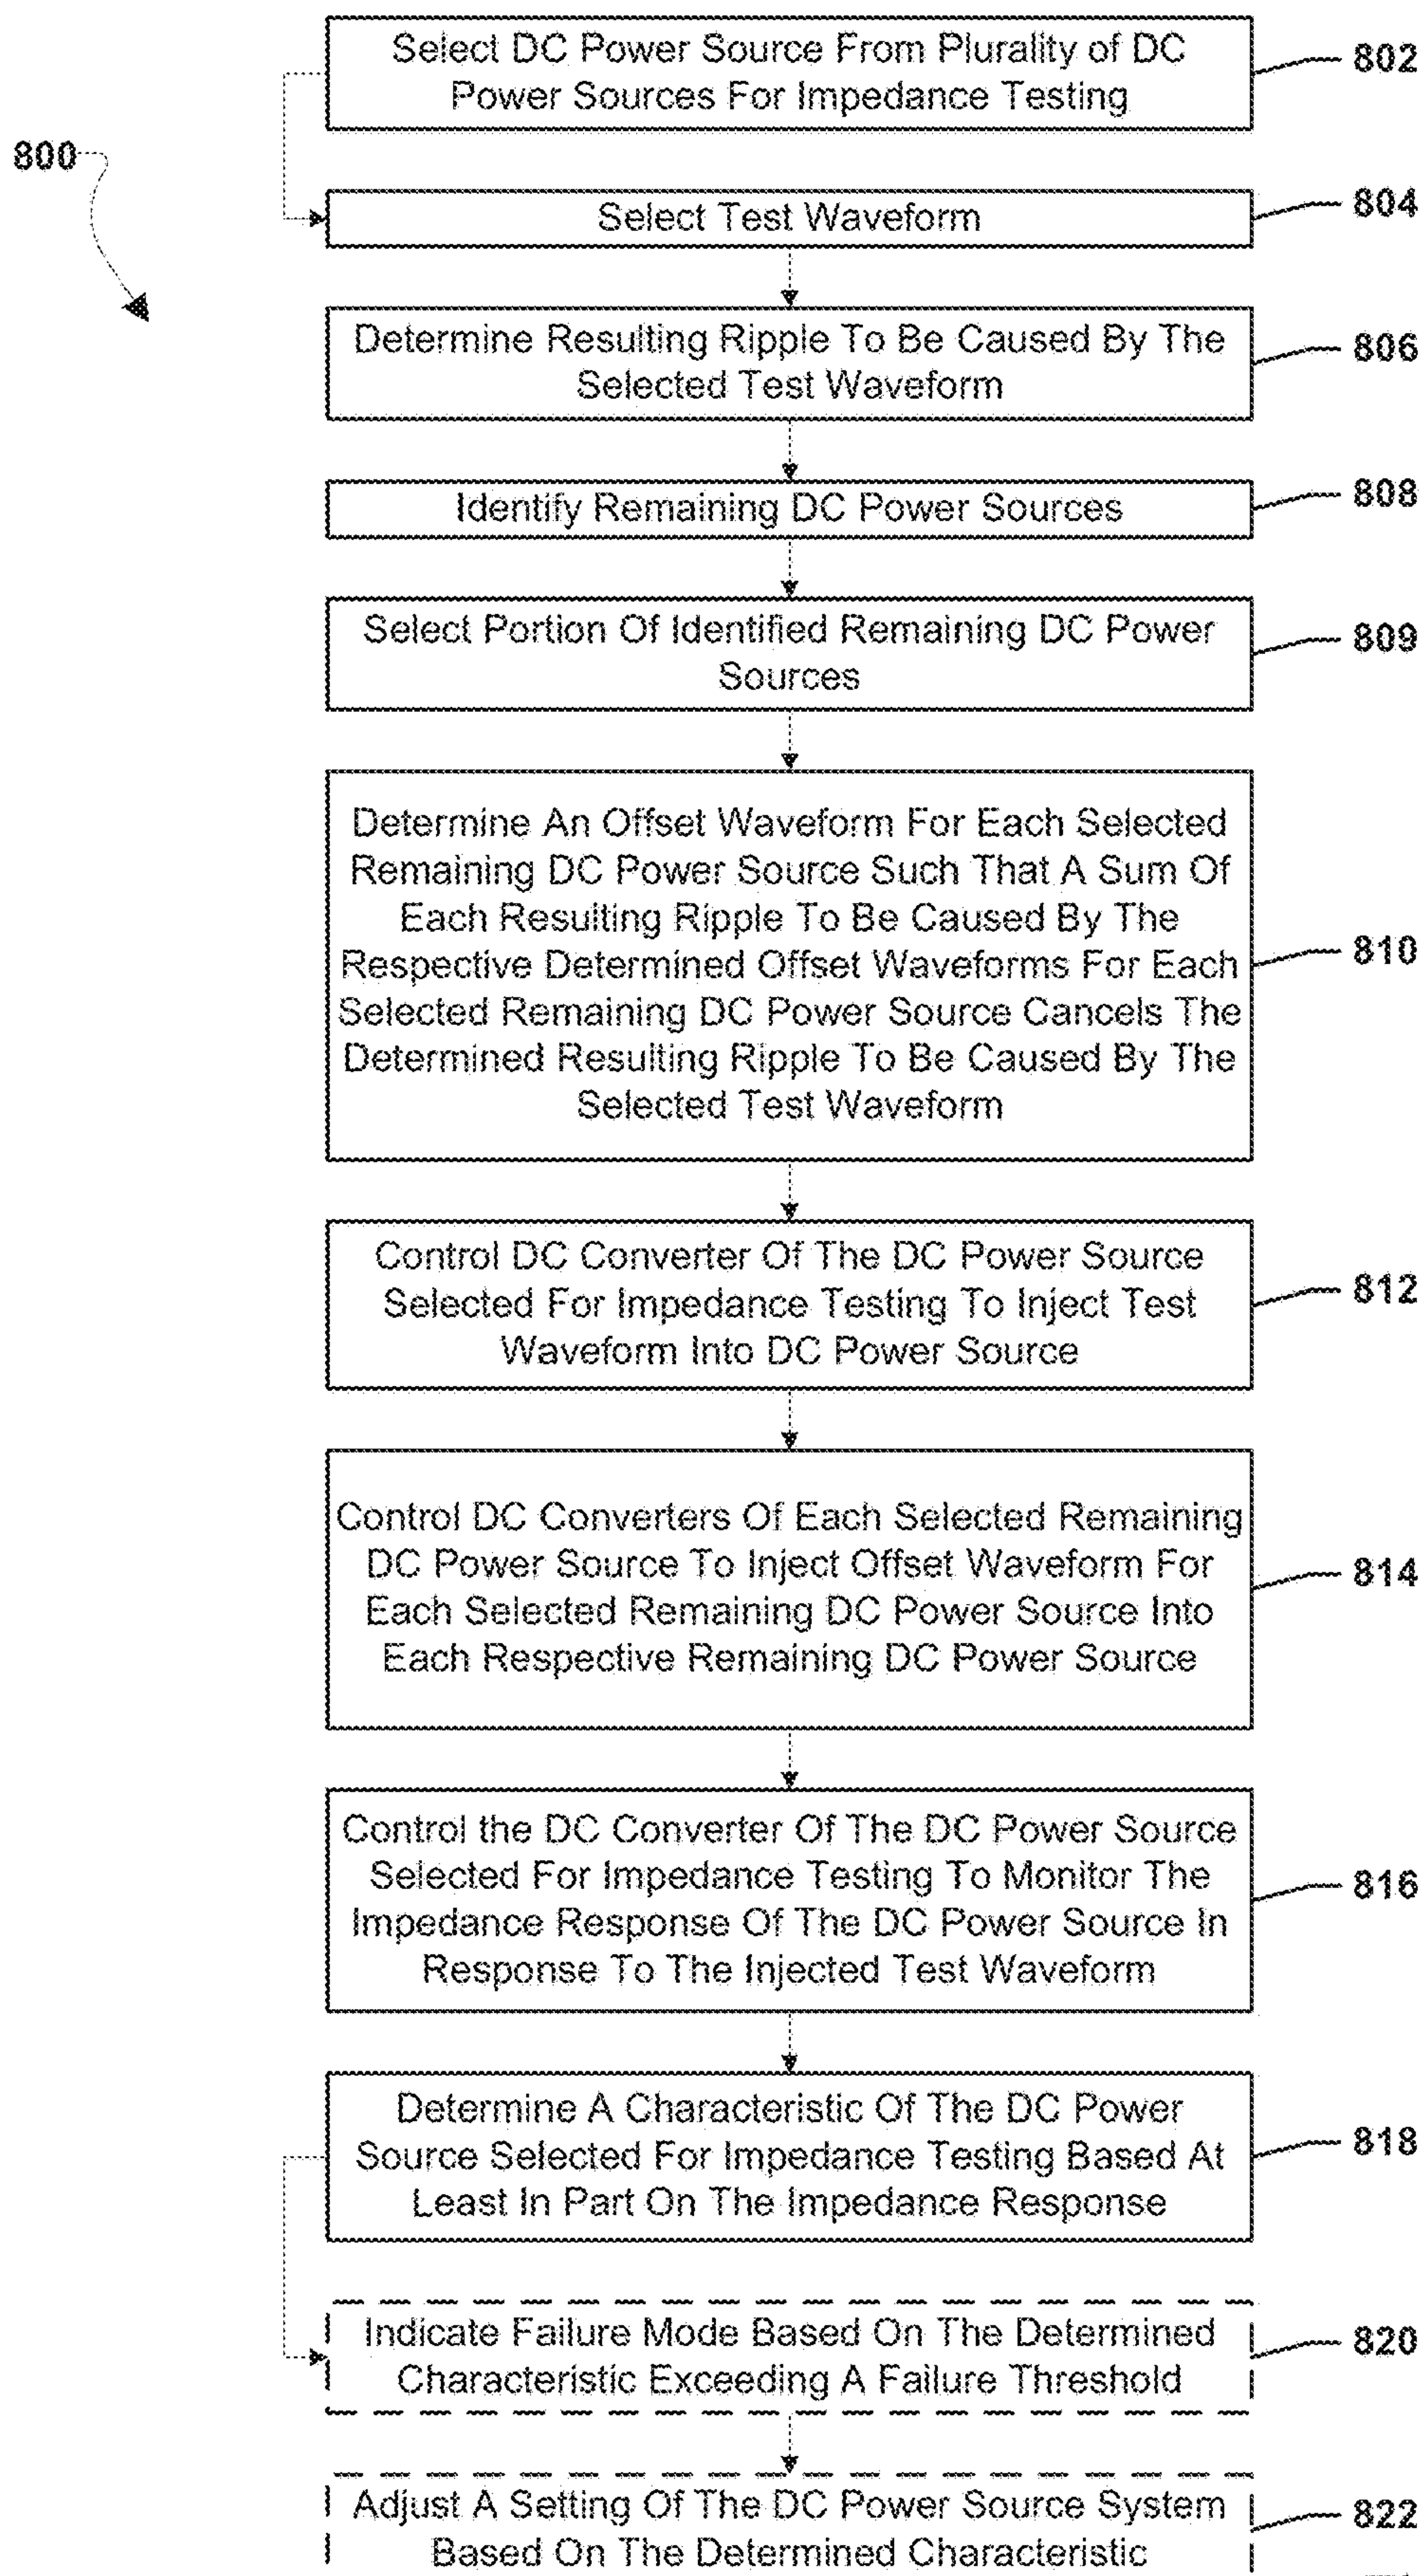 Select DC Power Source From Plurality of DC
Power Sources For Impedance Testing
802
800
Select Test Waveform
804
Determine Resulting Ripple To Be Caused By The
Selected Test Waveform
806
Identify Remaining DC Power Sources
808
Select Portion Of Identified Remaining DC Power
Sources
809
Determine An Offset Waveform For Each Selected
Remaining DC Power Source Such That A Sum Of
Each Resulting Ripple To Be Caused By The
Respective Determined Offset Waveforms For Each
Selected Remaining DC Power Source Cancels The
Determined Resulting Ripple To Be Caused By The
Selected Test Waveform
810
Control DC Converter Of The DC Power Source
Selected For Impedance Testing To Inject Test
Waveform Into DC Power Source
812
Control DC Converters Of Each Selected Remaining
DC Power Source To Inject Offset Waveform For
Each Selected Remaining DC Power Source Into
Each Respective Remaining DC Power Source
814
Control the DC Converter Of The DC Power Source
Selected For Impedance Testing To Monitor The
Impedance Response Of The DC Power Source In
Response To The Injected Test Waveform
816
Determine A Characteristic Of The DC Power
Source Selected For Impedance Testing Based At
Least In Part On The Impedance Response
818
Indicate Failure Mode Based On The Determined
Characteristic Exceeding A Failure Threshold
820
Adjust A Setting Of The DC Power Source System
Based On The Determined Characteristic
822